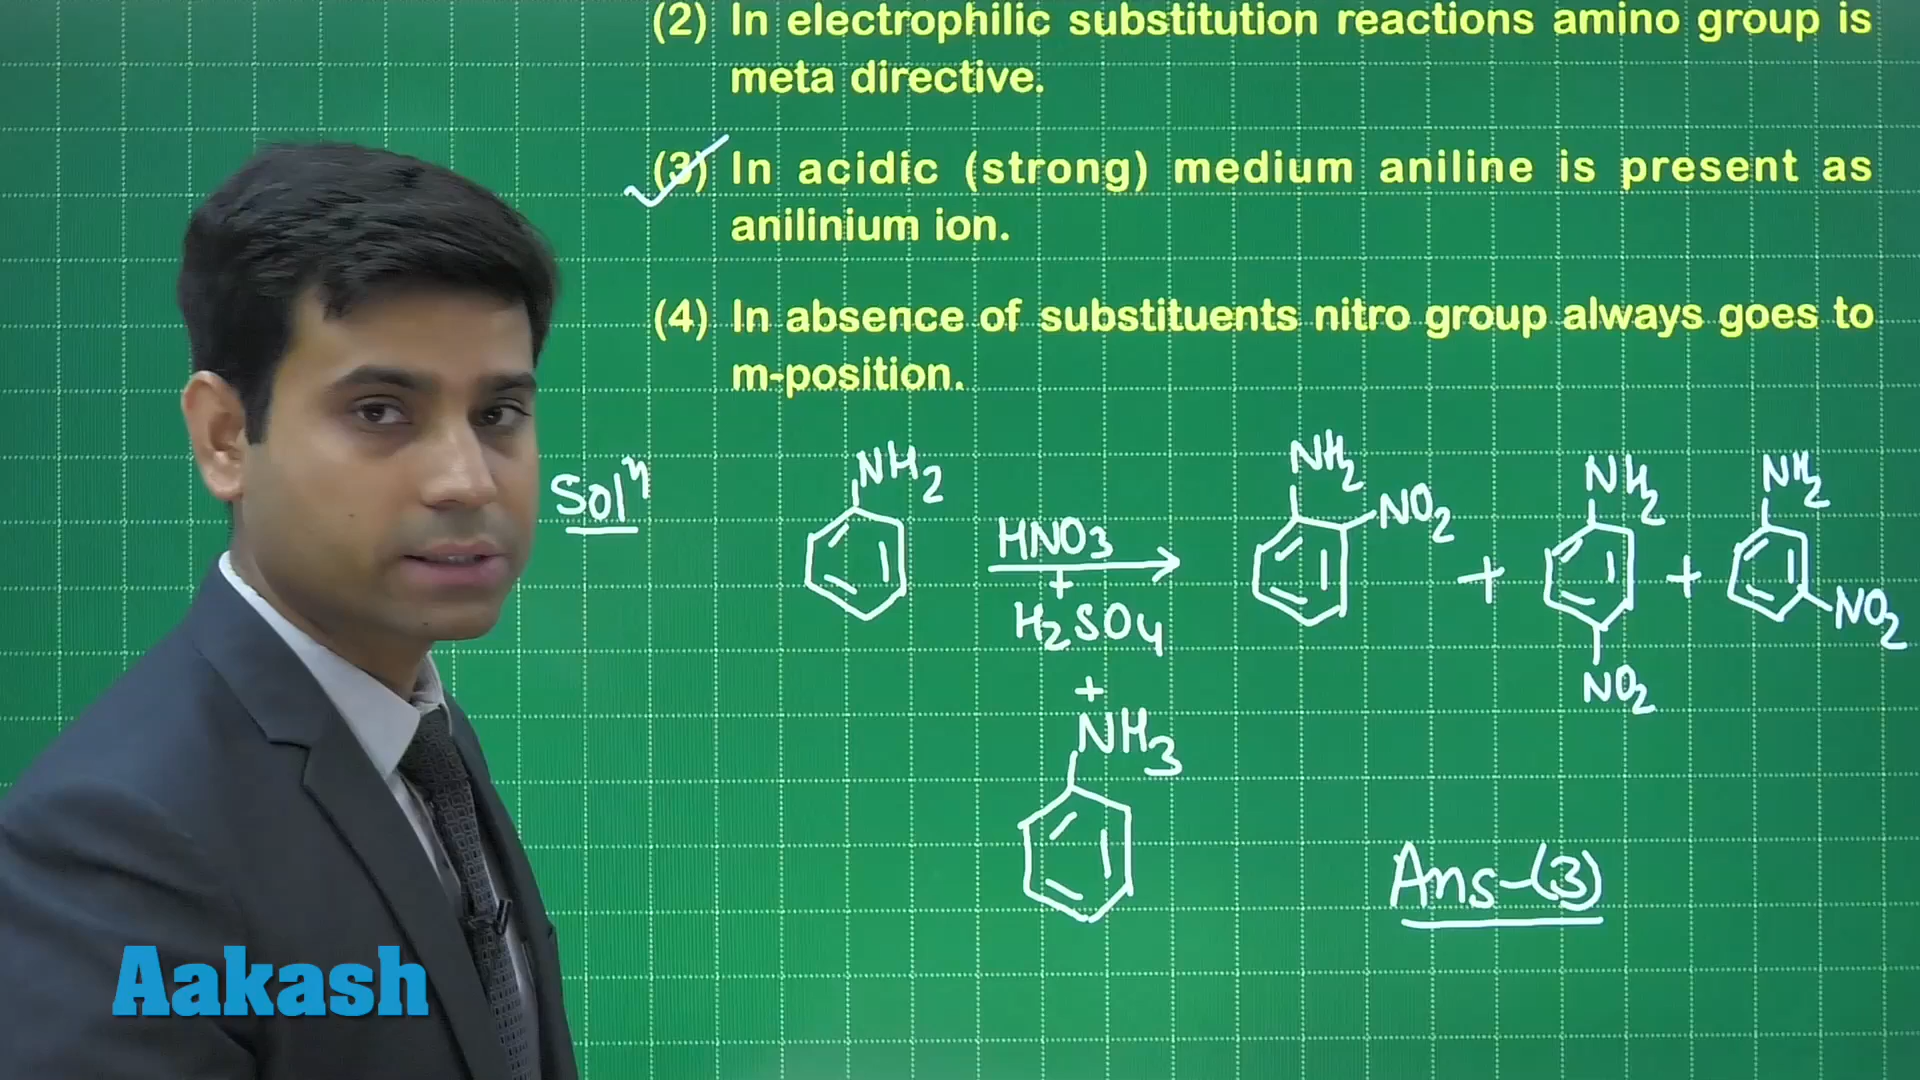 (2) In electrophilic substitution reactions amino group is
meta directive.
(3) In acidic (strong) medium aniline is present as
anilinium ion.
(4) In absence of substituents nitro group always goes to
m-position.
Solⁿ
NH2
HNO3
+
H2SO4
NH2
NO2
+
NH2
NO2
+
NH2
NO2
+
NH3
Ans-(3)
Aakash